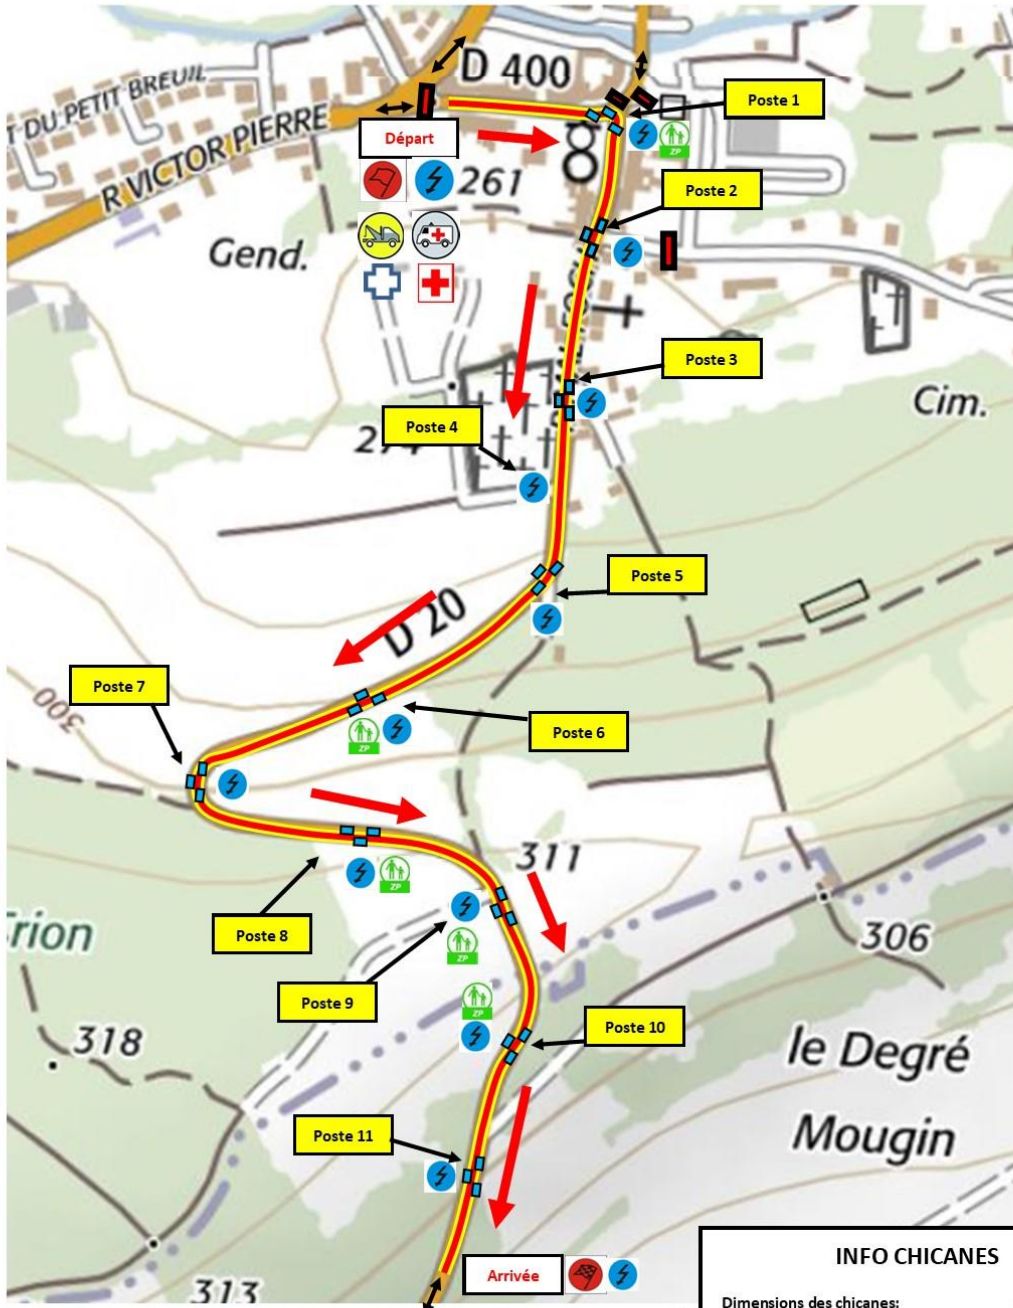 D 400
T DU PETIT BREUIL
R VICTOR PIERRE
Poste 1
Départ
ZP
8
261
Poste 2
Gend.
Poste 3
Cim.
Poste 4
Poste 5
D 20
Poste 7
300
Poste 6
ZP
311
ZP
Poste 8
306
Poste 9
ZP
ZP
Poste 10
318
le Degré
Mougin
Poste 11
INFO CHICANES
Arrivée
313
Dimensions des chicanes: